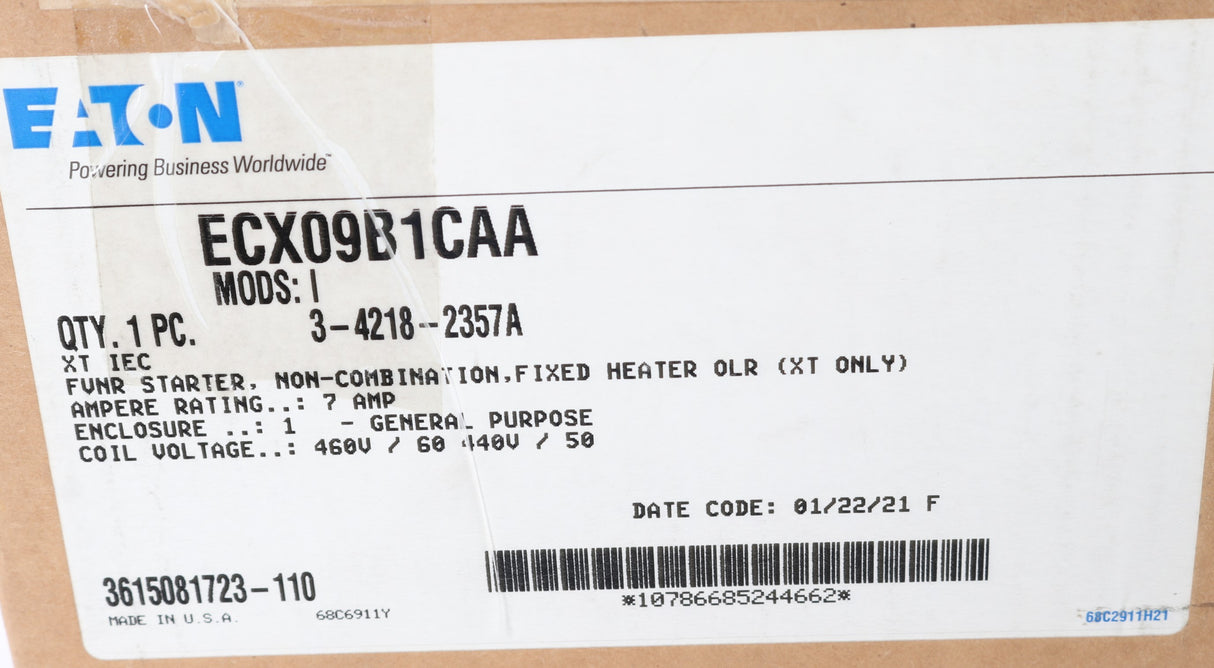 EATON
Powering Business Worldwide™
ECX09B1CAA
MODS: I
QTY. 1 PC. 3-4218--2357A
XT IEC
FVNR STARTER, NON-COMBINATION,FIXED HEATER OLR (XT ONLY)
AMPERE RATING..: 7 AMP
ENCLOSURE ..: 1 - GENERAL PURPOSE
COIL VOLTAGE..: 460V / 60 440V / 50
DATE CODE: 01/22/21 F
3615081723-110
*10786685244662*
MADE IN U.S.A. 68C6911Y
68C2911H21